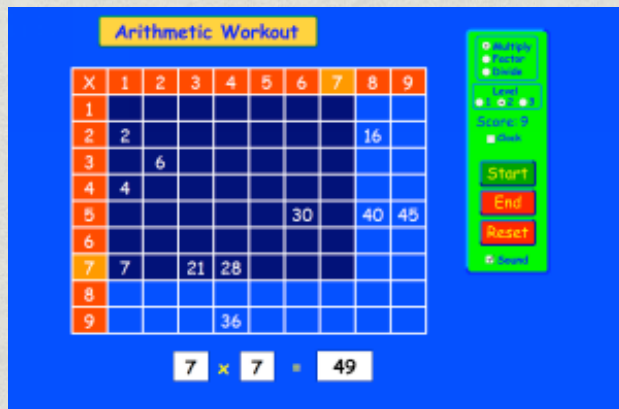 Arithmetic Workout
X 1 2 3 4 5 6 7 8 9
1
2 2 16
3 6
4 4
5 30 40 45
6
7 7 21 28
8
9 36
7 x 7 = 49
Multiply
Factor
Divide
Level
1 2 3
Score: 9
Clock
Start
End
Reset
Sound